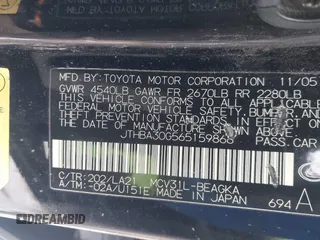 MFD.BY: TOYOTA MOTOR CORPORATION 11/05
GVWR 4540LB GAWR FR 2670LB RR 2280LB
THIS VEHICLE CONFORMS TO ALL
APPLICABLE FEDERAL MOTOR VEHICLE
SAFETY, BUMPER, AND THEFT
PREVENTION STANDARDS IN EFFECT ON
THE DATE OF MANUFACTURE SHOWN ABOVE.
JTHBA30G565159868 PASS. CAR
C/TR: 202/LA21 MCV31L-BEAGKA
A/TM: -02A/U151E MADE IN JAPAN
694 A
DASHBOARD OVERDRIVE